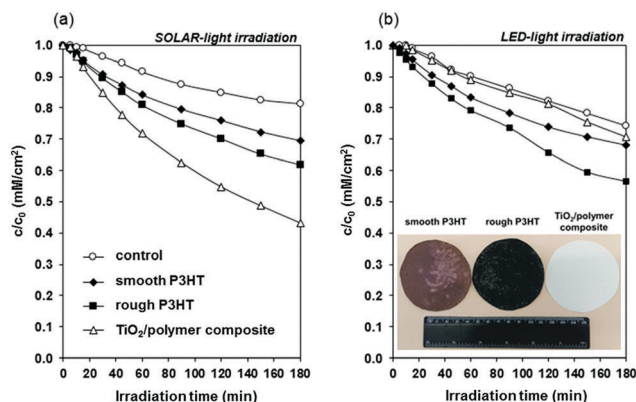 (a)
SOLAR-light irradiation
c/c0 (mM/cm2)
1.0
0.9
0.8
0.7
0.6
0.5
0.4
0.3
0.2
0.1
0.0
control
smooth P3HT
rough P3HT
TiO2/polymer composite
0 20 40 60 80 100 120 140 160 180
Irradiation time (min)
(b)
LED-light irradiation
c/c0 (mM/cm2)
1.0
0.9
0.8
0.7
0.6
0.5
0.4
0.3
0.2
0.1
0.0
smooth P3HT rough P3HT TiO2/polymer
composite
0 20 40 60 80 100 120 140 160 180
Irradiation time (min)